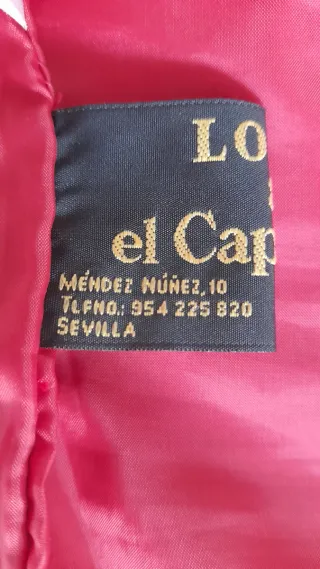 LO
el Cap
MÉNDEZ NÚÑEZ, 10
TLFNO.: 954 225 820
SEVILLA